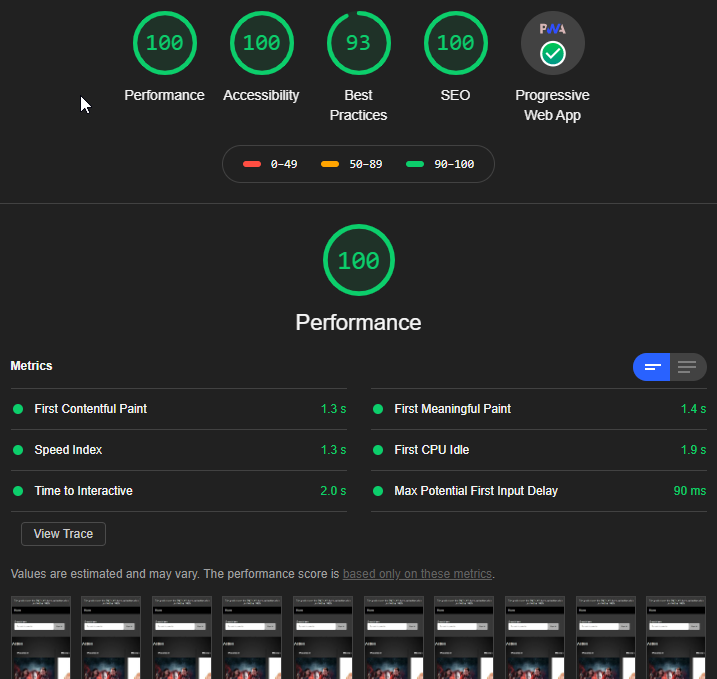 100 100 93 100 PWA
Performance Accessibility Best Practices SEO Progressive Web App
0–49 50–89 90–100
100
Performance
Metrics
First Contentful Paint 1.3 s First Meaningful Paint 1.4 s
Speed Index 1.3 s First CPU Idle 1.9 s
Time to Interactive 2.0 s Max Potential First Input Delay 90 ms
View Trace
Values are estimated and may vary. The performance score is based only on these metrics.